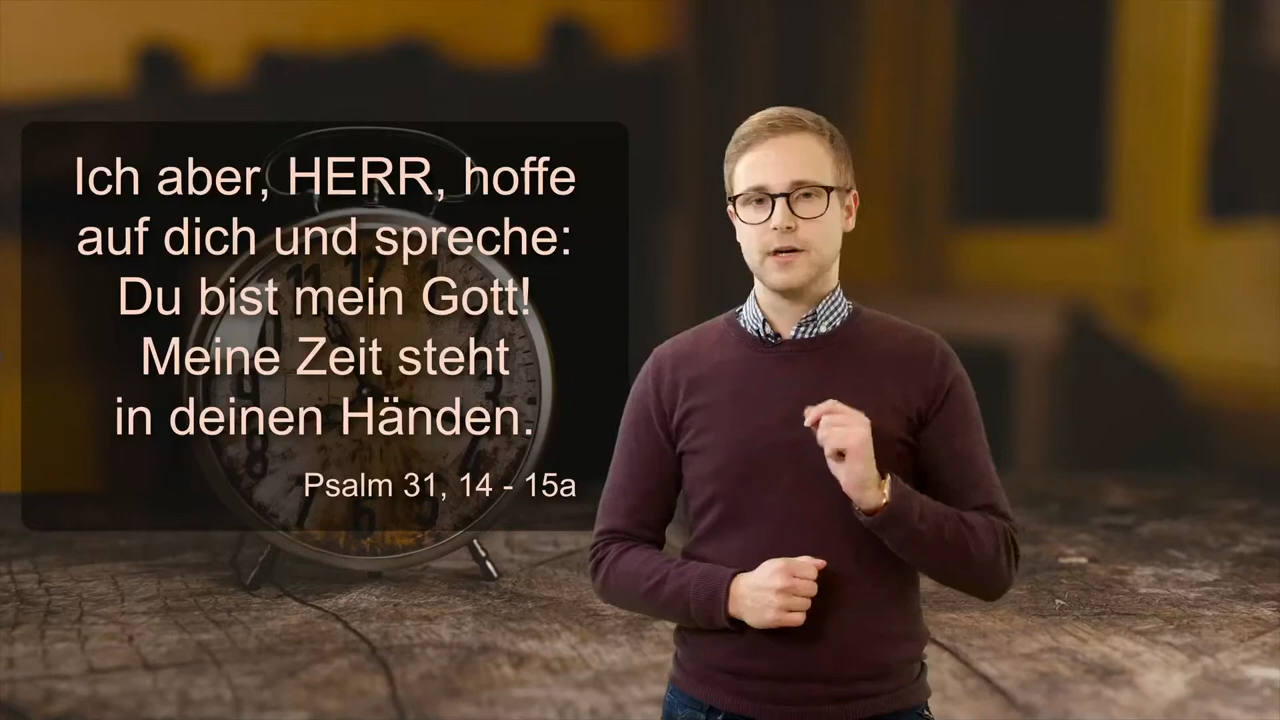 Ich aber, HERR, hoffe
auf dich und spreche:
Du bist mein Gott!
Meine Zeit steht
in deinen Händen.
Psalm 31, 14 - 15a